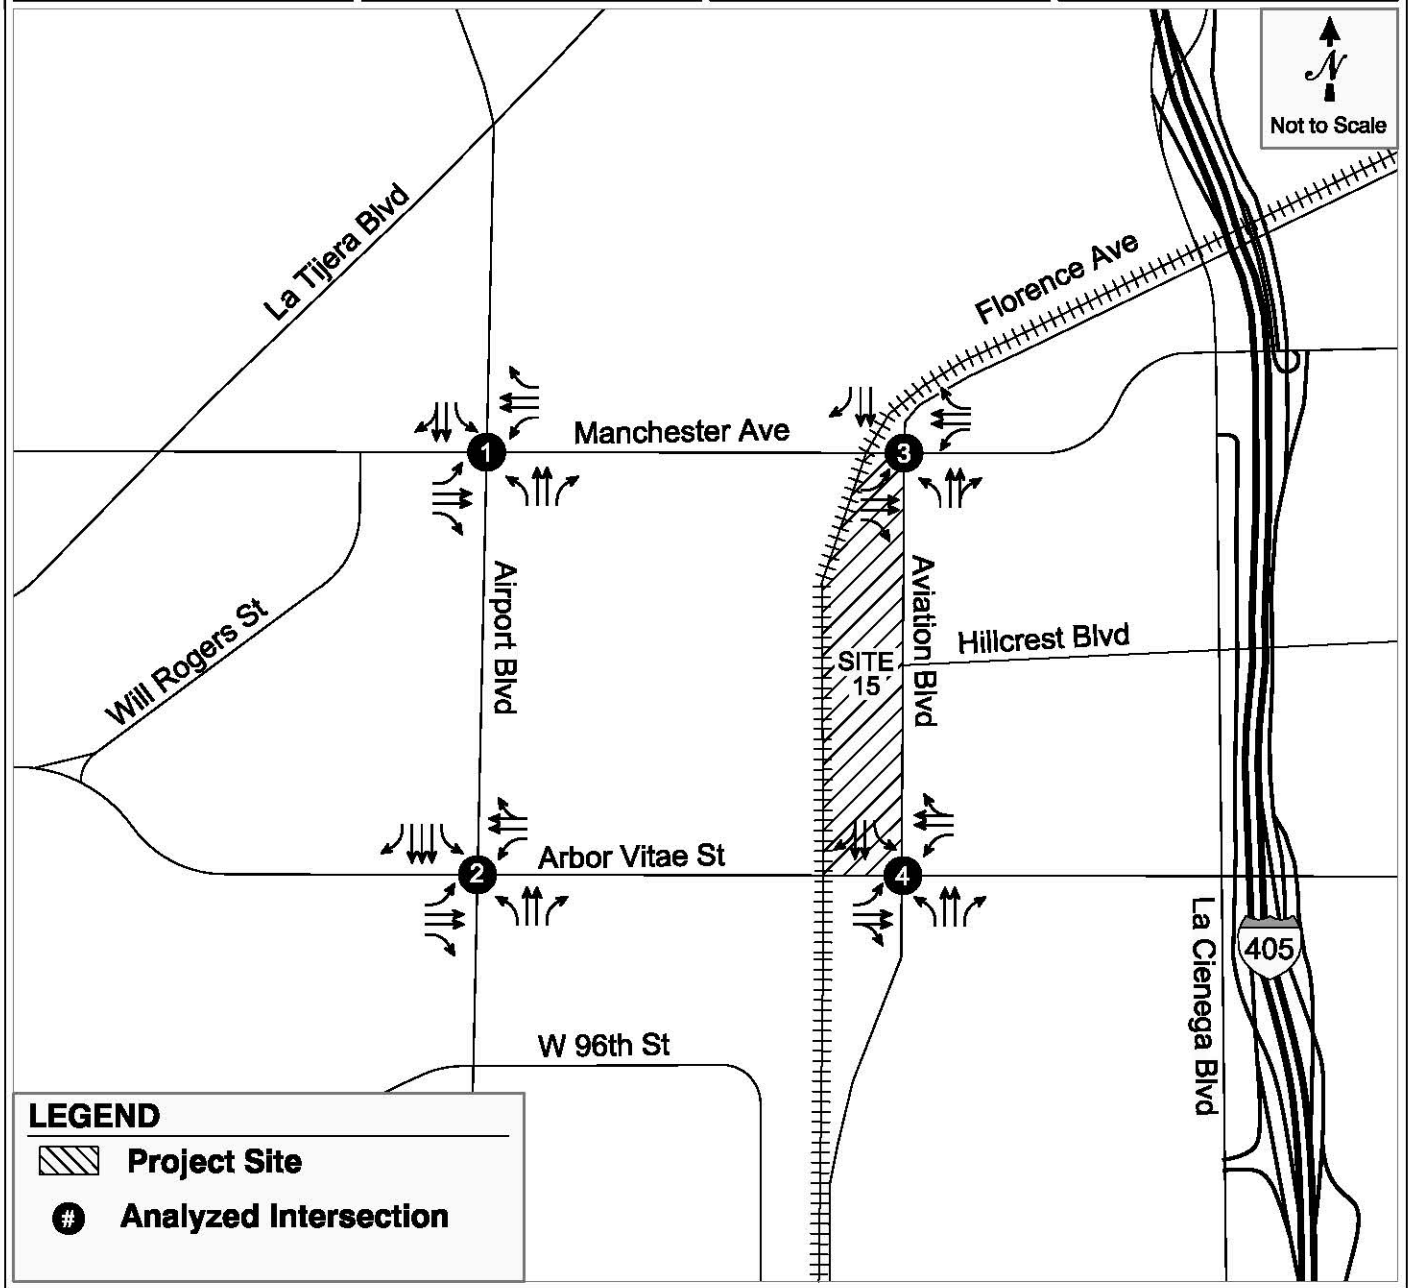 N
Not to Scale
La Tijera Blvd
Florence Ave
Manchester Ave
1
3
Airport Blvd
Aviation Blvd
Hillcrest Blvd
Will Rogers St
SITE
15
Arbor Vitae St
2
4
La Cienega Blvd
405
W 96th St
LEGEND
Project Site
# Analyzed Intersection